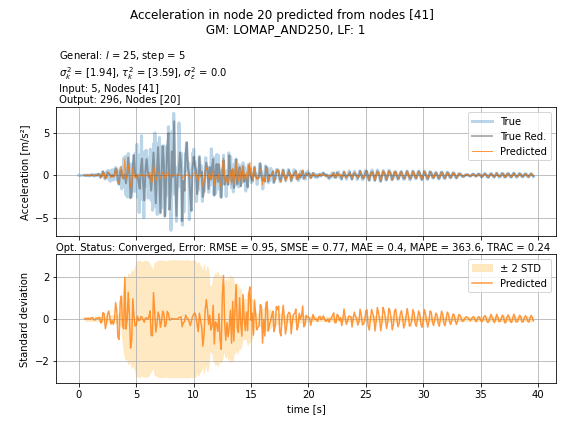 Acceleration in node 20 predicted from nodes [41]
GM: LOMAP_AND250, LF: 1
General: l = 25, step = 5
σ²ₖ = [1.94], τ²ₖ = [3.59], σ²ε = 0.0
Input: 5, Nodes [41]
Output: 296, Nodes [20]
Acceleration [m/s²]
5
0
−5
True
True Red.
Predicted
Opt. Status: Converged, Error: RMSE = 0.95, SMSE = 0.77, MAE = 0.4, MAPE = 363.6, TRAC = 0.24
Standard deviation
2
0
−2
± 2 STD
Predicted
0 5 10 15 20 25 30 35 40
time [s]